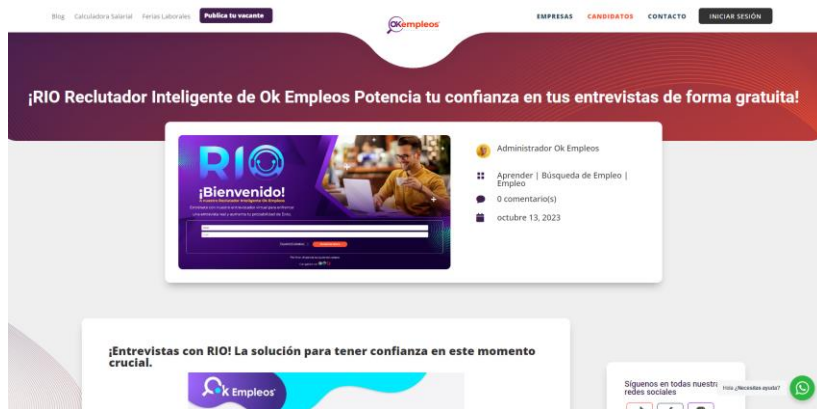 Blog Calculadora Salarial Ferias Laborales Publica tu vacante
OKempleos
EMPRESAS CANDIDATOS CONTACTO INICIAR SESIÓN
¡RIO Reclutador Inteligente de Ok Empleos Potencia tu confianza en tus entrevistas de forma gratuita!
RIO
¡Bienvenido!
Administrador Ok Empleos
Aprender | Búsqueda de Empleo |
Empleo
0 comentario(s)
octubre 13, 2023
¡Entrevistas con RIO! La solución para tener confianza en este momento
crucial.
Ok Empleos
Síguenos en todas nuestra
redes sociales
Hola ¿Necesitas ayuda?